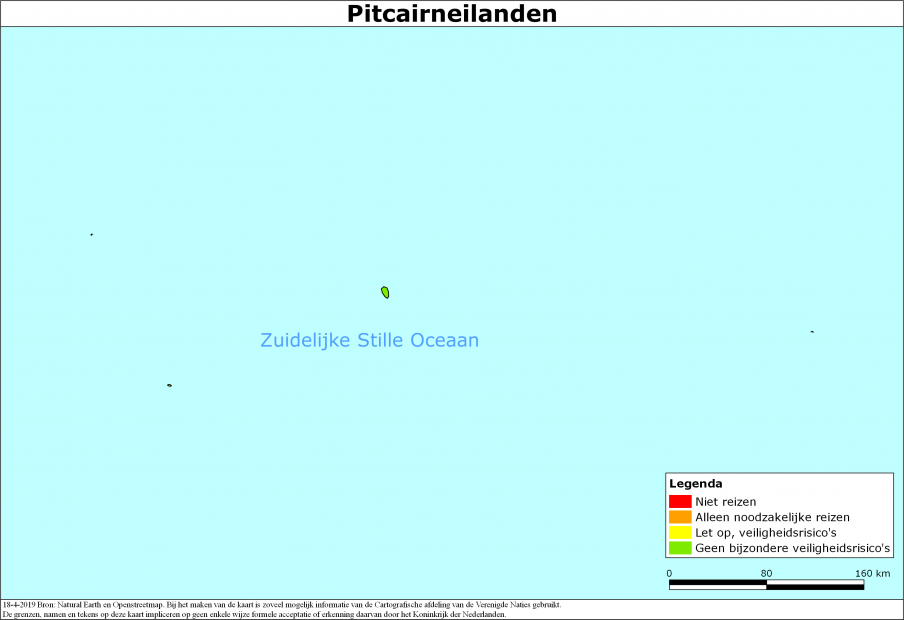 Pitcairneilanden
Zuidelijke Stille Oceaan
Legenda
Niet reizen
Alleen noodzakelijke reizen
Let op, veiligheidsrisico's
Geen bijzondere veiligheidsrisico's
0 80 160 km
18-4-2019 Bron: Natural Earth en Openstreetmap. Bij het maken van de kaart is zoveel mogelijk informatie van de Cartografische afdeling van de Verenigde Naties gebruikt.
De grenzen, namen en tekens op deze kaart impliceren op geen enkele wijze formele acceptatie of erkenning daarvan door het Koninkrijk der Nederlanden.